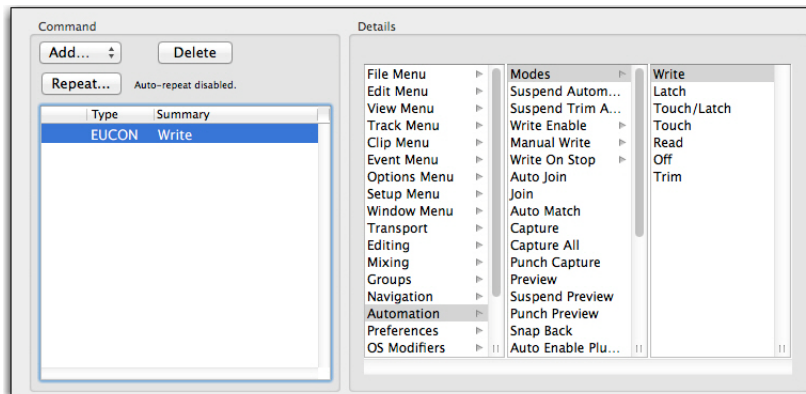 Command
Add...
Delete
Repeat...
Auto-repeat disabled.
Type Summary
EUCON Write
Details
File Menu
Edit Menu
View Menu
Track Menu
Clip Menu
Event Menu
Options Menu
Setup Menu
Window Menu
Transport
Editing
Mixing
Groups
Navigation
Automation
Preferences
OS Modifiers
Modes
Suspend Autom...
Suspend Trim A...
Write Enable
Manual Write
Write On Stop
Auto Join
Join
Auto Match
Capture
Capture All
Punch Capture
Preview
Suspend Preview
Punch Preview
Snap Back
Auto Enable Plu...
Write
Latch
Touch/Latch
Touch
Read
Off
Trim